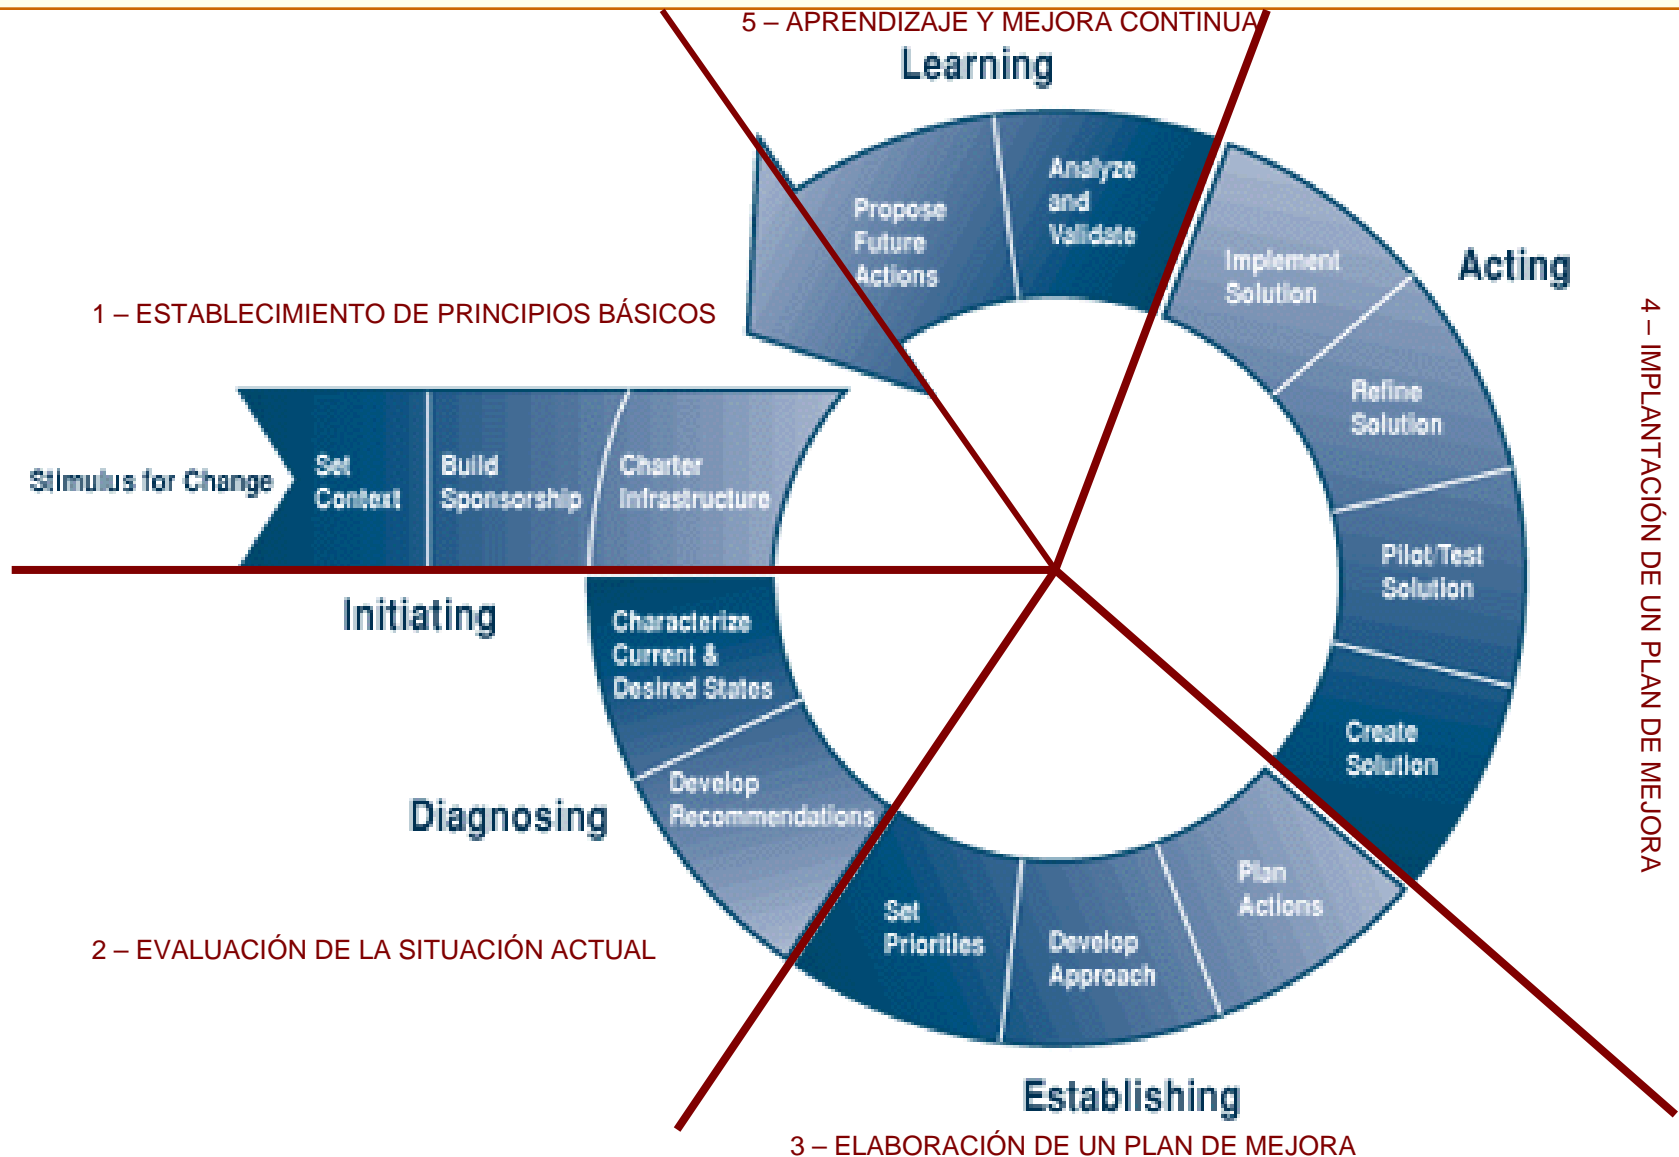 5 – APRENDIZAJE Y MEJORA CONTINUA
Learning
Analyze
and
Validate
Propose
Future
Actions
Implement
Solution
Acting
1 – ESTABLECIMIENTO DE PRINCIPIOS BÁSICOS
4 – IMPLANTACIÓN DE UN PLAN DE MEJORA
Refine
Solution
Stimulus for Change
Set
Context
Build
Sponsorship
Charter
Infrastructure
Pilot/Test
Solution
Initiating
Characterize
Current &
Desired States
Create
Solution
Develop
Recommendations
Diagnosing
Plan
Actions
Set
Priorities
Develop
Approach
2 – EVALUACIÓN DE LA SITUACIÓN ACTUAL
Establishing
3 – ELABORACIÓN DE UN PLAN DE MEJORA